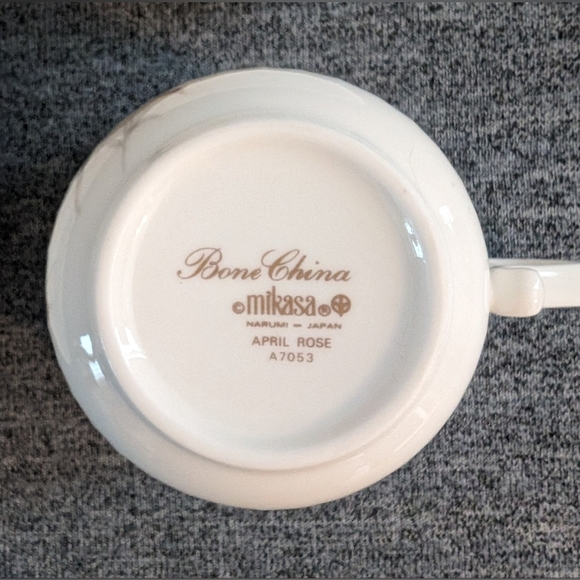 Bone China
©mikasa®
NARUMI – JAPAN
APRIL ROSE
A7053